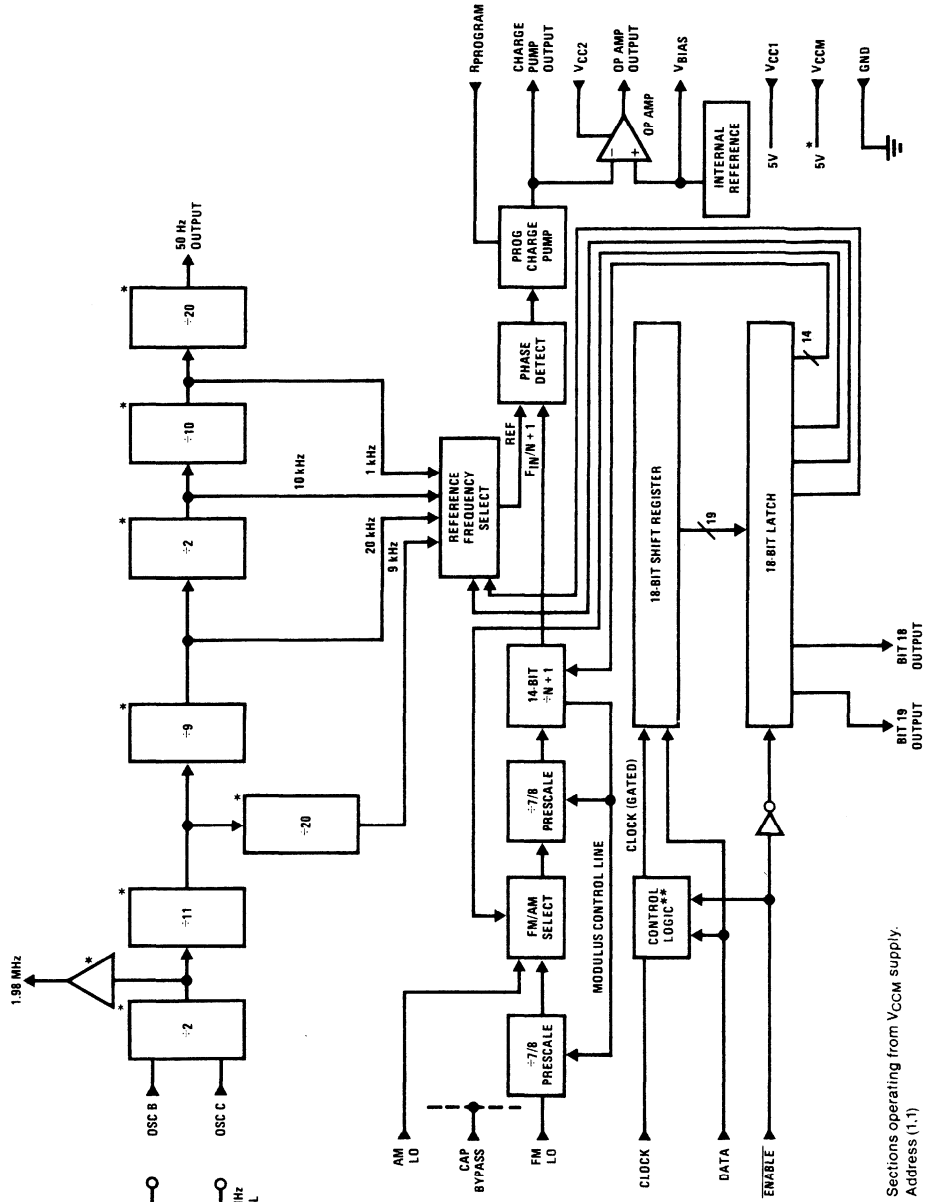 1.98 MHz
*
OSC B
OSC C
÷2
*
÷11
*
÷20
*
÷9
*
÷2
*
÷10
*
÷20
*
50 Hz
OUTPUT
20 kHz
9 kHz
10 kHz
1 kHz
REFERENCE
FREQUENCY
SELECT
REF
FIN/N + 1
PHASE
DETECT
PROG
CHARGE
PUMP
RPROGRAM
CHARGE
PUMP
OUTPUT
VCC2
OP AMP
OUTPUT
−
+
OP AMP
VBIAS
INTERNAL
REFERENCE
5V
VCC1
5V *
VCCM
GND
AM
LO
CAP
BYPASS
FM
LO
÷7/8
PRESCALE
FM/AM
SELECT
÷7/8
PRESCALE
14-BIT
÷N + 1
MODULUS CONTROL LINE
CLOCK
DATA
ENABLE
CONTROL
LOGIC**
CLOCK (GATED)
18-BIT SHIFT REGISTER
19
18-BIT LATCH
14
BIT 19
OUTPUT
BIT 18
OUTPUT
Sections operating from VCCM supply.
Address (1.1)